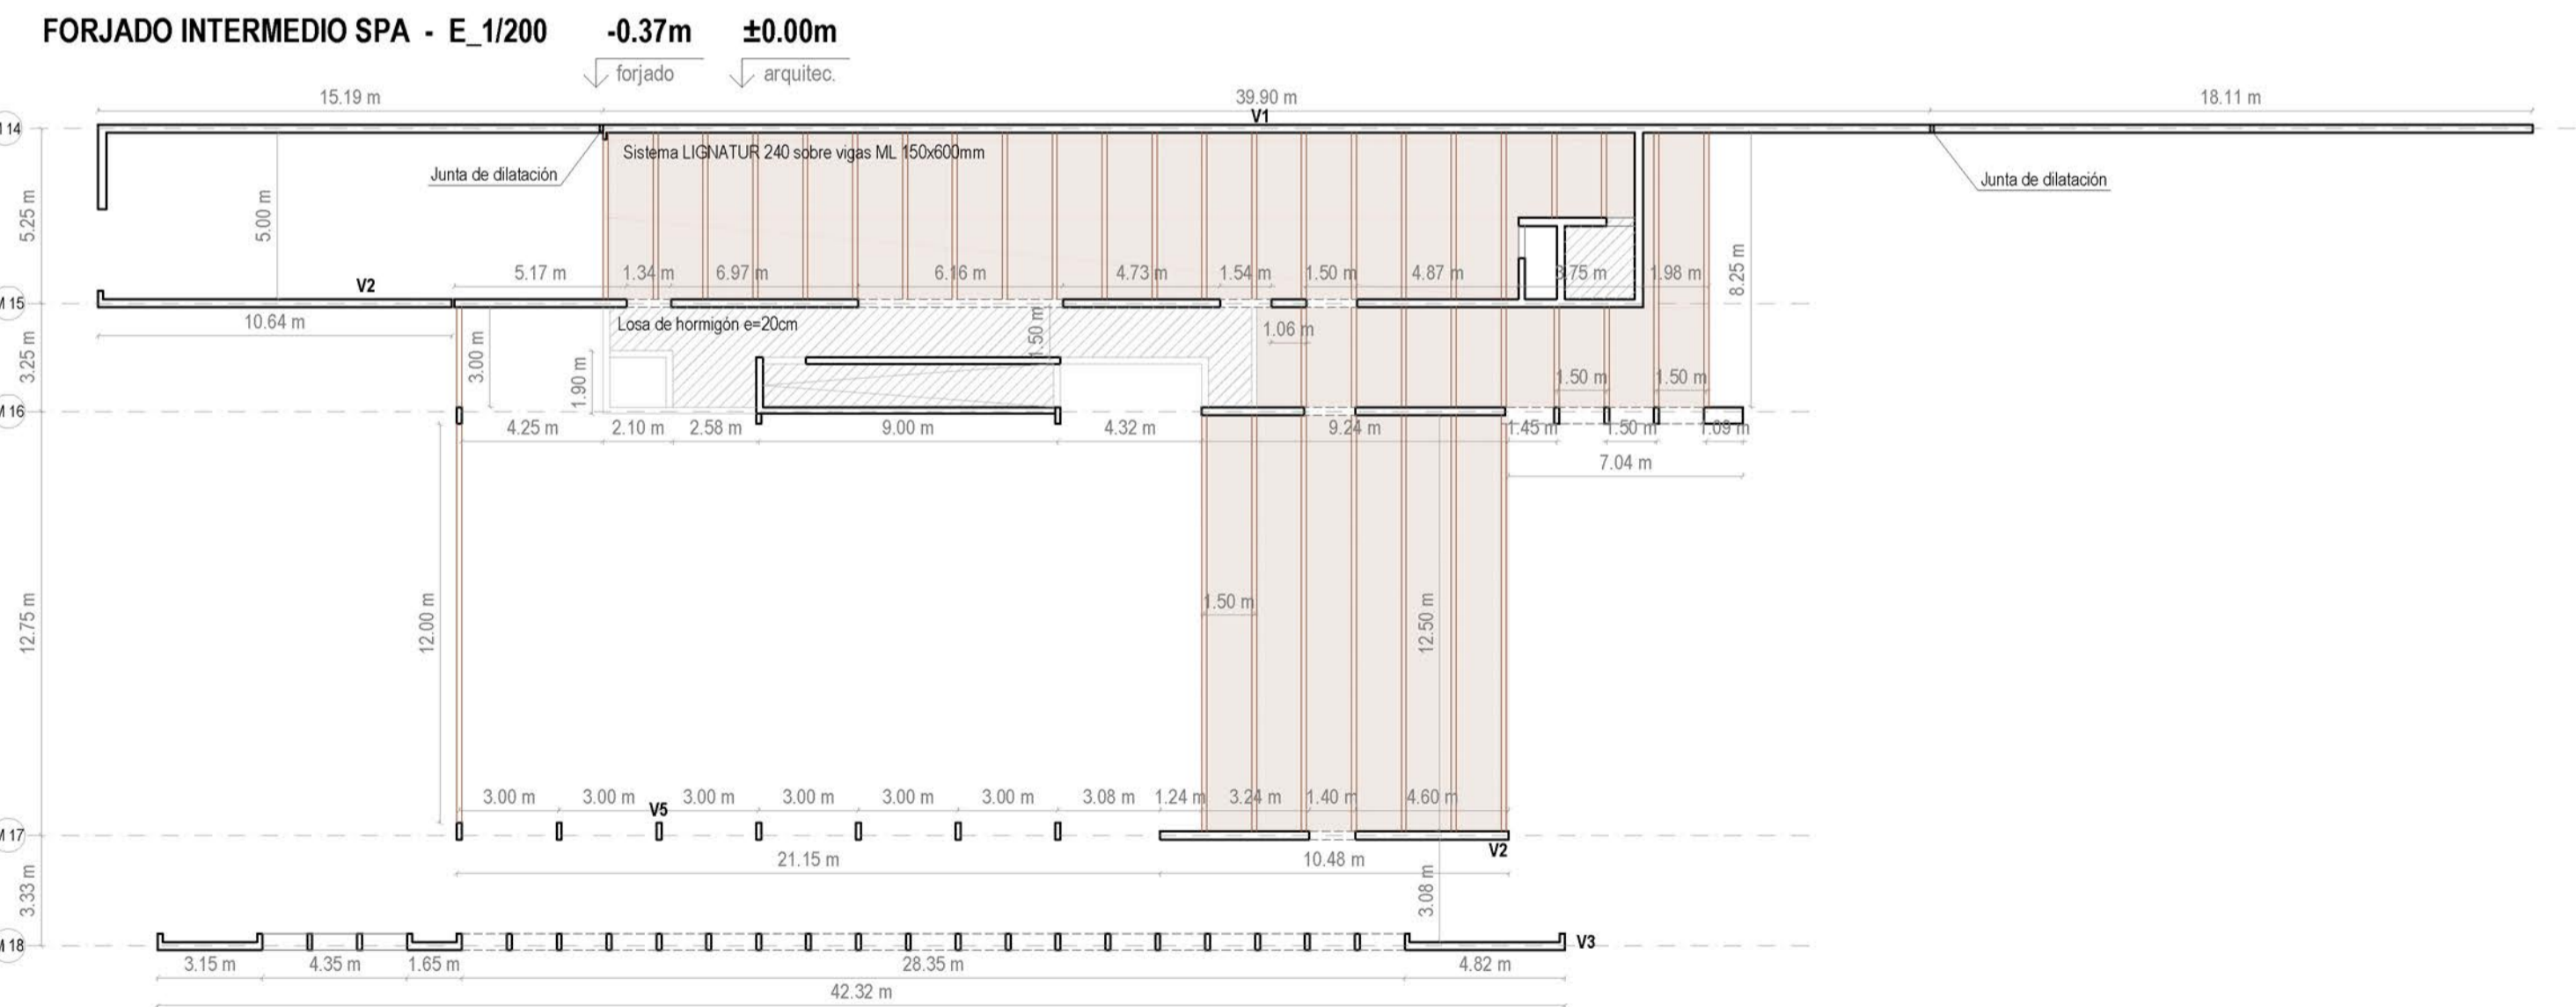 FORJADO INTERMEDIO SPA - E_1/200 -0.37m ±0.00m
forjado arquitec.
15.19 m 39.90 m 18.11 m
V1
M 14
Sistema LIGNATUR 240 sobre vigas ML 150x600mm
Junta de dilatación
Junta de dilatación
5.25 m
5.00 m
8.25 m
V2
5.17 m 1.34 m 6.97 m 6.16 m 4.73 m 1.54 m 1.50 m 4.87 m 3.75 m 1.98 m
M 15
10.64 m
Losa de hormigón e=20cm
1.50 m
1.06 m
3.25 m
3.00 m
1.90 m
1.50 m 1.50 m
M 16
4.25 m 2.10 m 2.58 m 9.00 m 4.32 m 9.24 m 1.45 m 1.50 m 1.09 m
7.04 m
12.75 m
12.00 m
1.50 m
12.50 m
3.00 m 3.00 m 3.00 m 3.00 m 3.00 m 3.00 m 3.08 m 1.24 m 3.24 m 1.40 m 4.60 m
V5
M 17
V2
21.15 m 10.48 m
3.33 m
3.08 m
M 18
V3
3.15 m 4.35 m 1.65 m 28.35 m 4.82 m
42.32 m